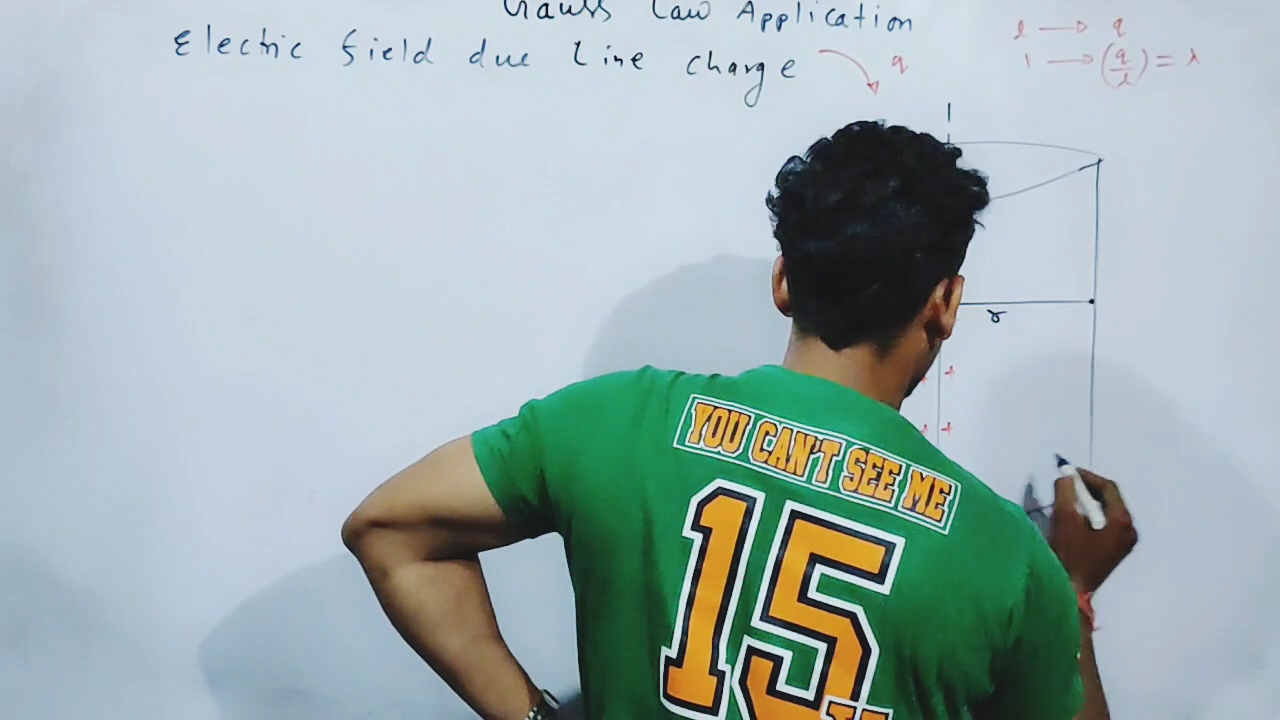 Gauss Law Application
Electric field due line charge
q
l → q
1 → (q/l) = λ
r
+ +
+ +
YOU CAN'T SEE ME
15